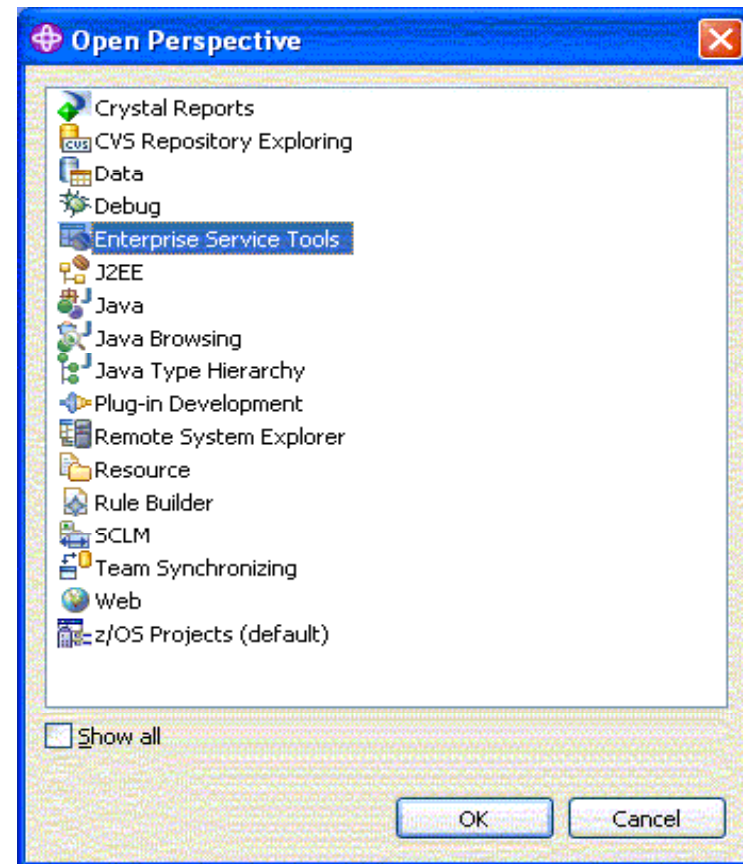 Open Perspective
Crystal Reports
CVS
CVS Repository Exploring
Data
Debug
Enterprise Service Tools
J2EE
Java
Java Browsing
Java Type Hierarchy
Plug-in Development
Remote System Explorer
Resource
Rule Builder
SCLM
Team Synchronizing
Web
z/OS Projects (default)
Show all
OK Cancel